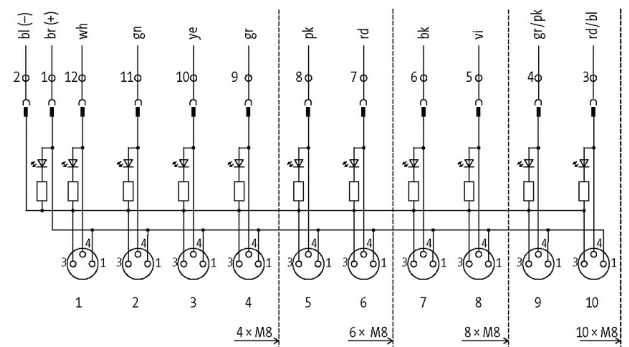 bl (–) br (+) wh gn ye gr pk rd bk vi gr/pk rd/bl
2 1 12 11 10 9 8 7 6 5 4 3
4 4 4 4 4 4 4 4 4 4
3 1 3 1 3 1 3 1 3 1 3 1 3 1 3 1 3 1 3 1
1 2 3 4 5 6 7 8 9 10
4 × M8 6 × M8 8 × M8 10 × M8